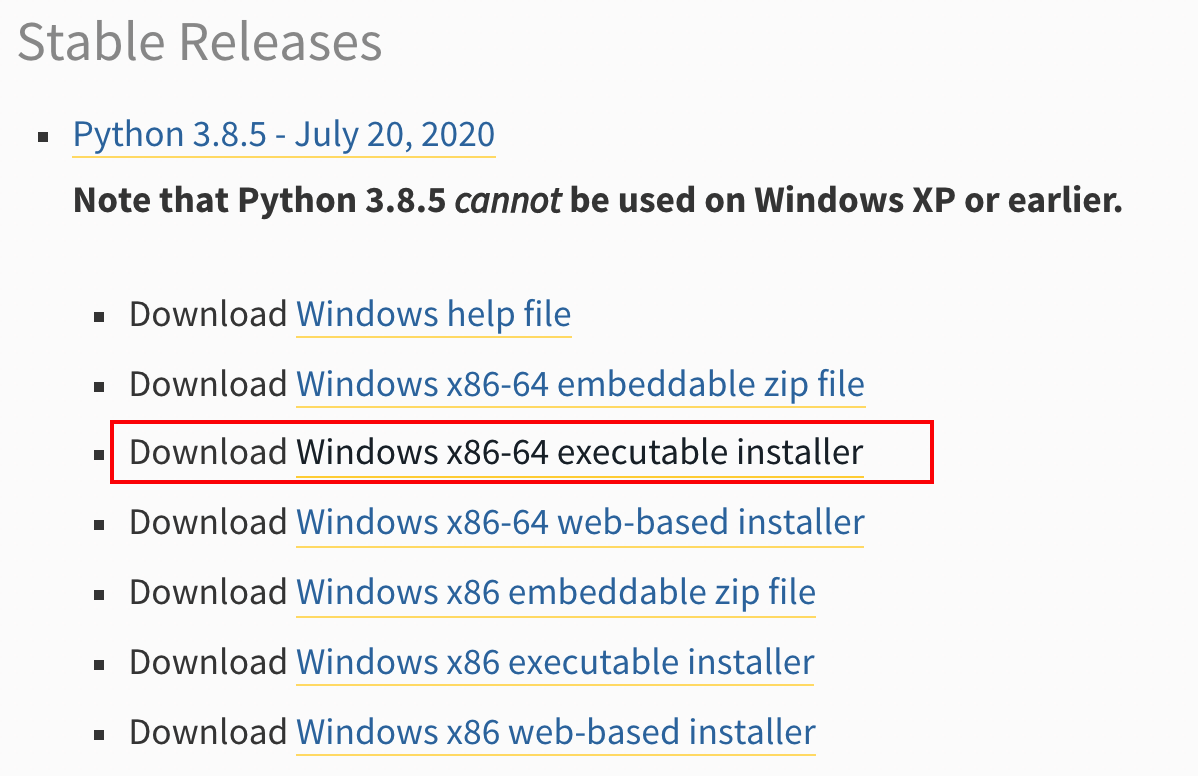 Stable Releases
Python 3.8.5 - July 20, 2020
Note that Python 3.8.5 cannot be used on Windows XP or earlier.
Download Windows help file
Download Windows x86-64 embeddable zip file
Download Windows x86-64 executable installer
Download Windows x86-64 web-based installer
Download Windows x86 embeddable zip file
Download Windows x86 executable installer
Download Windows x86 web-based installer